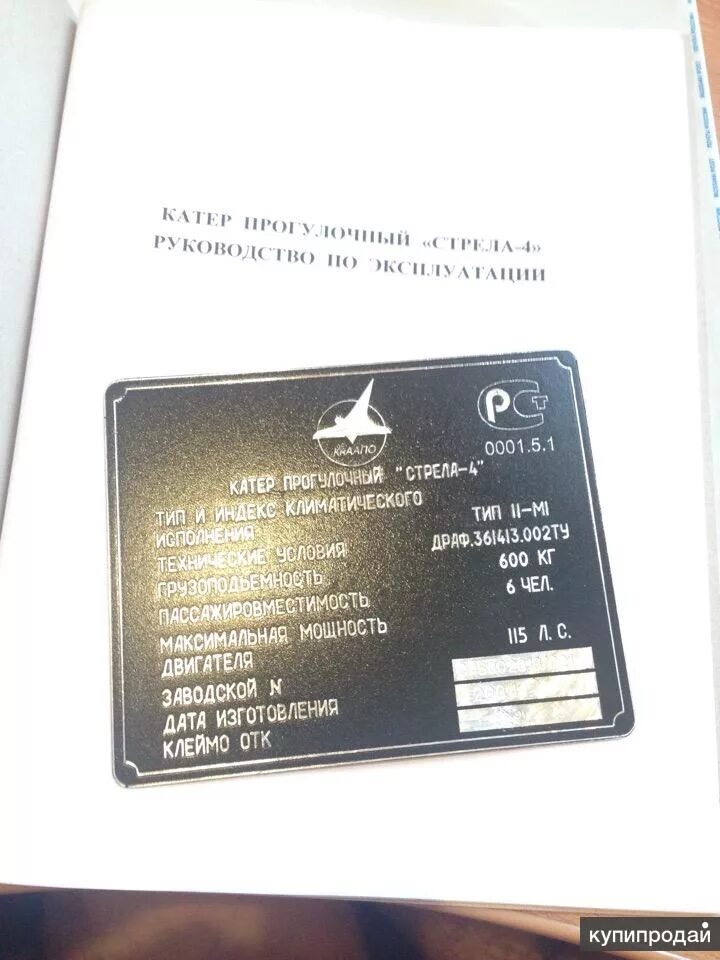 КАТЕР ПРОГУЛОЧНЫЙ «СТРЕЛА-4»
РУКОВОДСТВО ПО ЭКСПЛУАТАЦИИ
КНААПО
РСТ
0001.5.1
КАТЕР ПРОГУЛОЧНЫЙ "СТРЕЛА-4"
ТИП И ИНДЕКС КЛИМАТИЧЕСКОГО
ИСПОЛНЕНИЯ ТИП II-М1
ТЕХНИЧЕСКИЕ УСЛОВИЯ ДРАФ.361413.002ТУ
ГРУЗОПОДЬЕМНОСТЬ 600 КГ
ПАССАЖИРОВМЕСТИМОСТЬ 6 ЧЕЛ.
МАКСИМАЛЬНАЯ МОЩНОСТЬ
ДВИГАТЕЛЯ 115 Л.С.
ЗАВОДСКОЙ N
ДАТА ИЗГОТОВЛЕНИЯ
КЛЕЙМО ОТК
купипродай